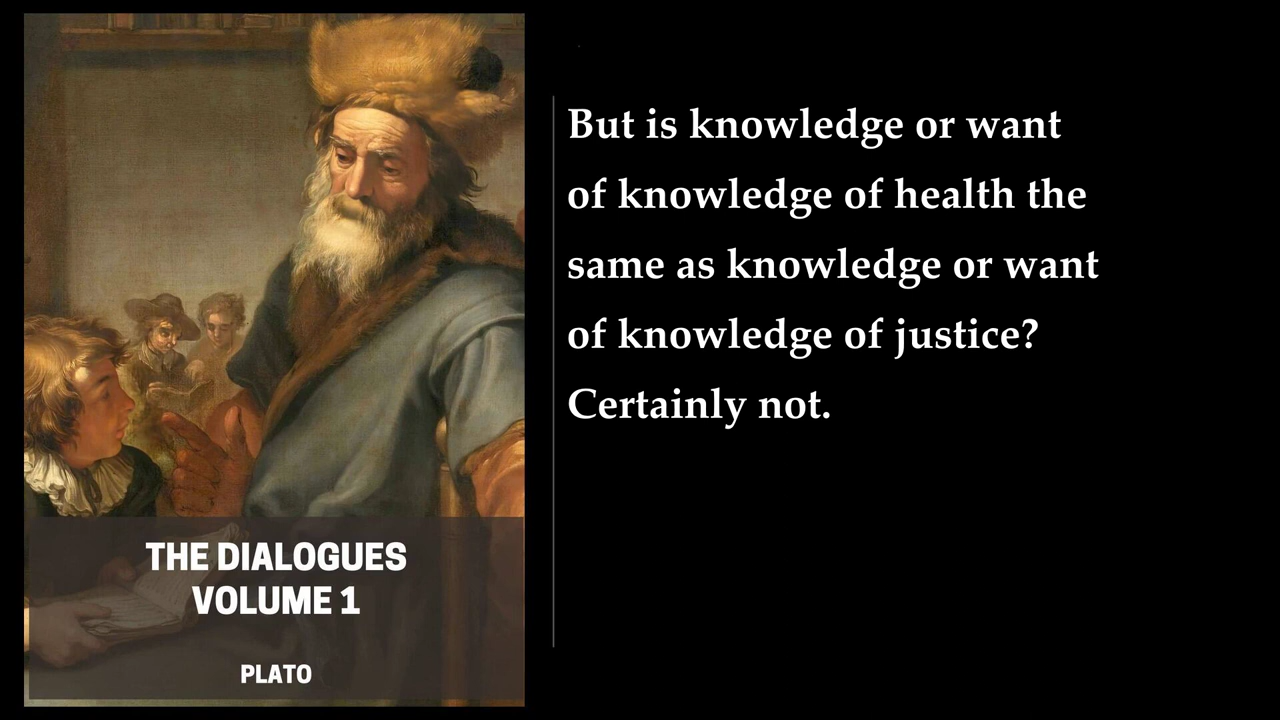 THE DIALOGUES
VOLUME 1
PLATO
But is knowledge or want
of knowledge of health the
same as knowledge or want
of knowledge of justice?
Certainly not.